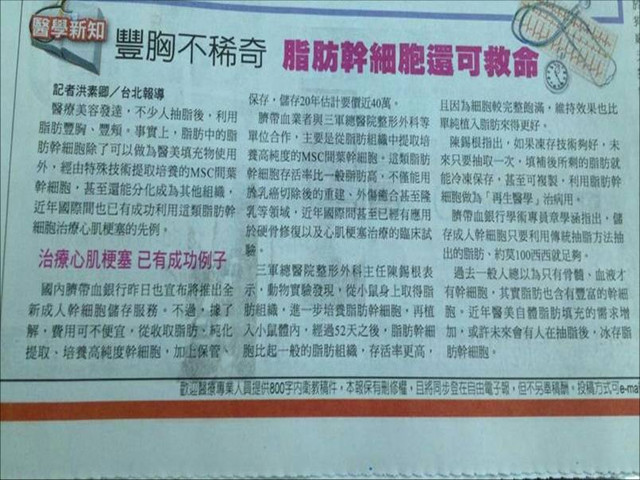 醫學新知
豐胸不稀奇 脂肪幹細胞還可救命
記者洪素卿／台北報導
醫療美容發達，不少人抽脂後，利用
脂肪豐胸、豐頰，事實上，脂肪中的脂
肪幹細胞除了可以做為醫美填充物使用
外，經由特殊技術提取培養的MSC間葉
幹細胞，甚至還能分化成為其他組織，
近年國際間也已有成功利用這類脂肪幹
細胞治療心肌梗塞的先例。
治療心肌梗塞 已有成功例子
國內臍帶血銀行昨日也宣布將推出全
新成人幹細胞儲存服務。不過，據了
解，費用可不便宜，從收取脂肪、純化
提取、培養高純度幹細胞，加上保管、
保存，儲存20年估計要價近40萬。
臍帶血業者與三軍總醫院整形外科等
單位合作，主要是從脂肪組織中提取培
養高純度的MSC間葉幹細胞，這類脂肪
幹細胞存活率比一般脂肪高，不僅能用
於乳癌切除後的重建、外傷癒合甚至隆
乳等領域，近年國際甚至已經有應用
於硬骨修復以及心肌梗塞治療的臨床試
驗。
三軍總醫院整形外科主任陳錫根表
示，動物實驗發現，從小鼠身上取得脂
肪組織，進一步培養脂肪幹細胞，再植
入小鼠體內，經過52天之後，脂肪幹細
胞比起一般的脂肪組織，存活率更高，
且因為細胞較完整飽滿，維持效果也比
單純植入脂肪來得更好。
陳錫根指出，如果凍存技術夠好，未
來只要抽取一次，填補後所剩的脂肪就
能冷凍保存，甚至可複製，利用脂肪幹
細胞做為「再生醫學」治病用。
臍帶血銀行學術專員章學涵指出，儲
存成人幹細胞只要利用傳統抽脂方法抽
出的脂肪，約莫100西西就足夠。
過去一般人總以為只有骨髓、血液才
有幹細胞，其實脂肪也含有豐富的幹細
胞，近年醫美自體脂肪填充的需求增
加，或許未來會有人在抽脂後，冰存脂
肪幹細胞。
歡迎醫療專業人員提供800字內衛教稿件，本報保有刪修權，且將同步登在自由電子報，但不另奉稿酬。投稿方式可e-ma